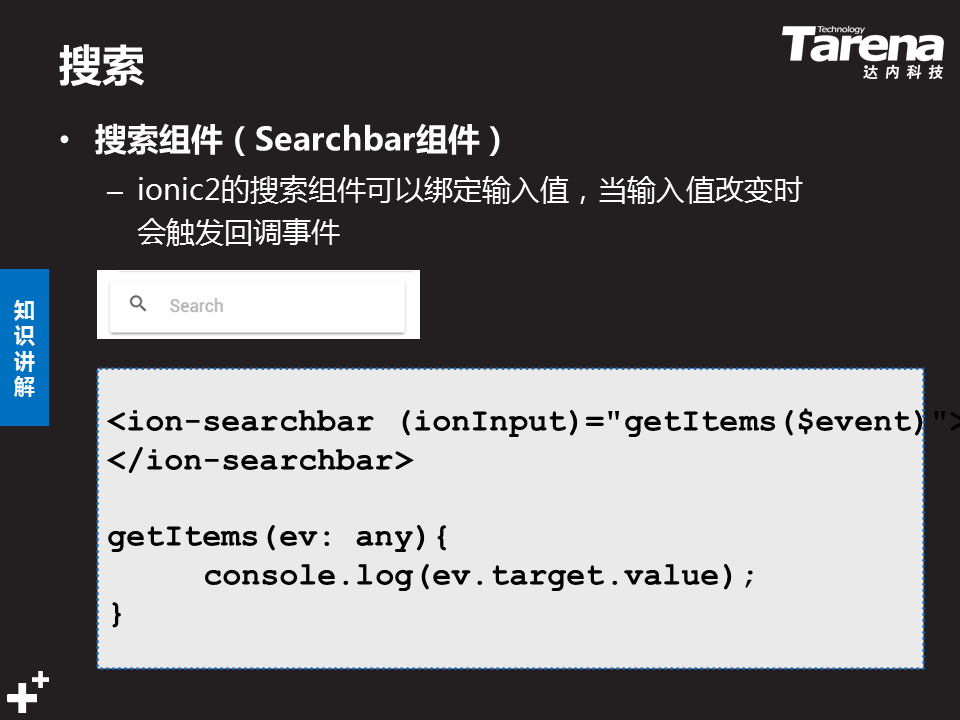 搜索
Technology
Tarena
达内科技
• 搜索组件（Searchbar组件）
– ionic2的搜索组件可以绑定输入值，当输入值改变时
会触发回调事件
Search
知识讲解
<ion-searchbar (ionInput)="getItems($event)">
</ion-searchbar>
getItems(ev: any){
console.log(ev.target.value);
}